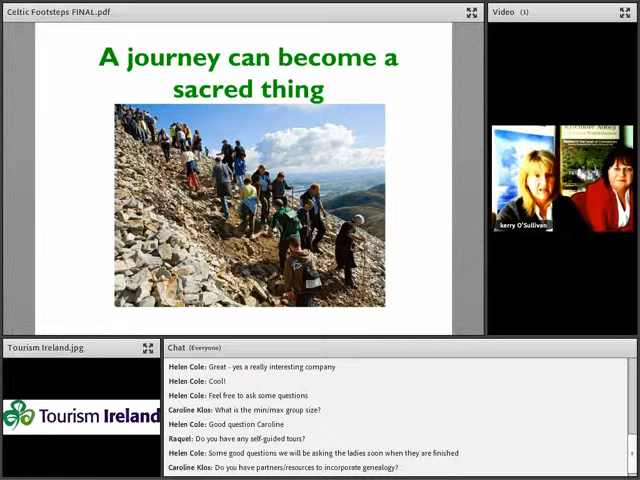 Celtic Footsteps FINAL.pdf
A journey can become a
sacred thing
Video (1)
Kylemore Abbey
kerry O'Sullivan
Tourism Ireland.jpg
Tourism Ireland
Chat (Everyone)
Helen Cole: Great - yes a really interesting company
Helen Cole: Cool!
Helen Cole: Feel free to ask some questions
Caroline Klos: What is the min/max group size?
Helen Cole: Good question Caroline
Raquel: Do you have any self-guided tours?
Helen Cole: Some good questions we will be asking the ladies soon when they are finished
Caroline Klos: Do you have partners/resources to incorporate genealogy?